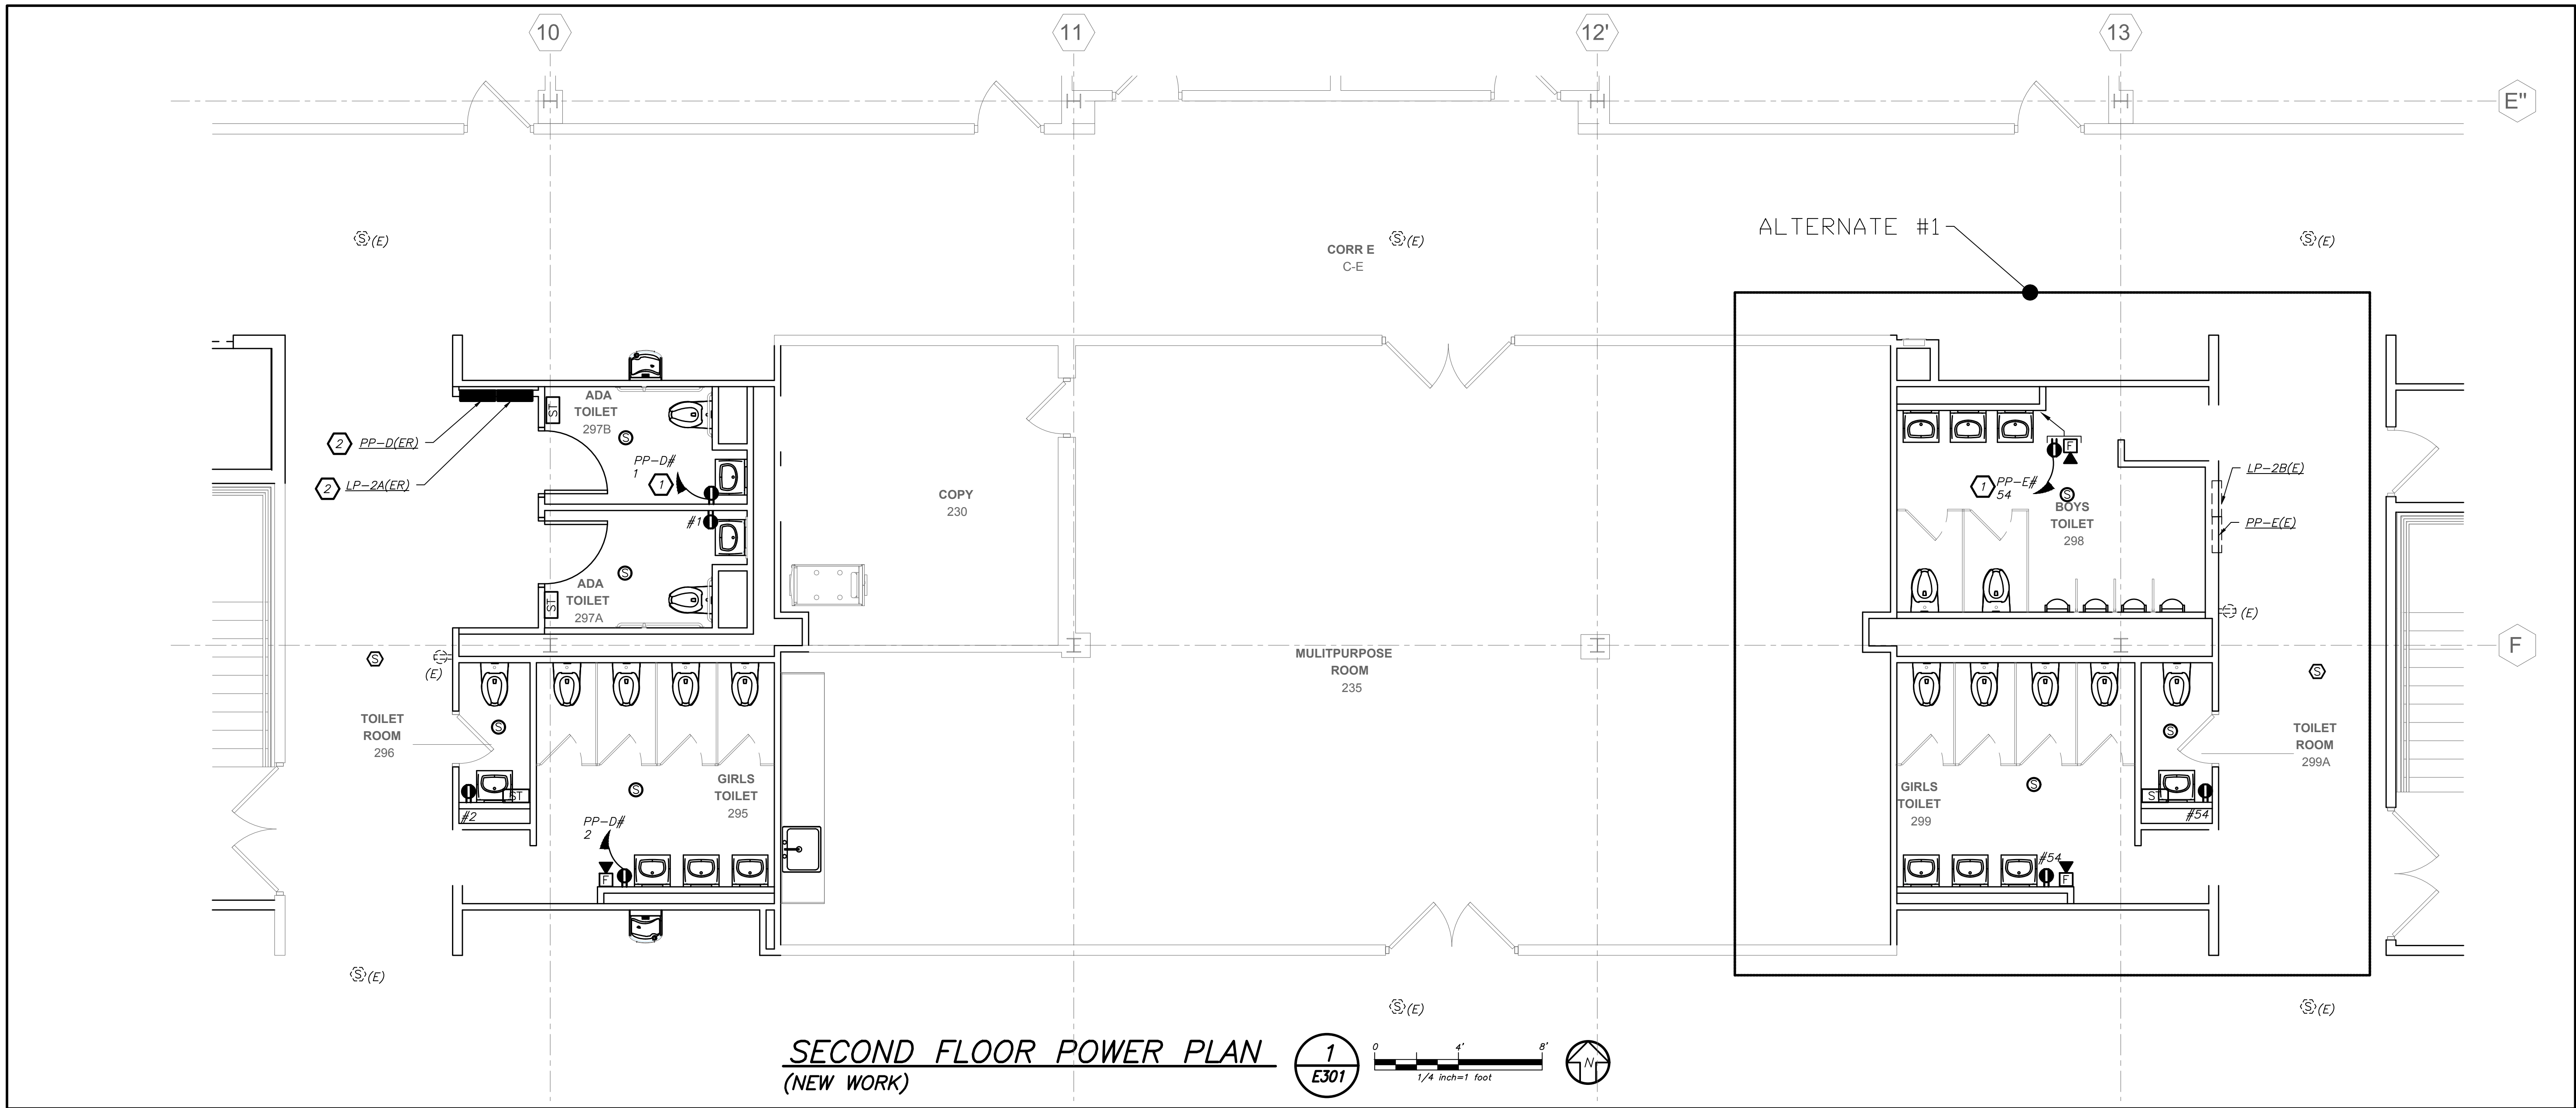 10
11
12'
13
E"
ALTERNATE #1
S (E)
CORR E
C-E
S (E)
S (E)
ADA
TOILET
297B
ST
S
2 PP-D(ER)
2 LP-2A(ER)
PP-D#
1
1
#1
S
ADA
TOILET
297A
ST
COPY
230
F
1 PP-E#
54
S
BOYS
TOILET
298
LP-2B(E)
PP-E(E)
(E)
F
S
(E)
MULITPURPOSE
ROOM
235
S
TOILET
ROOM
296
S
S
TOILET
ROOM
299A
GIRLS
TOILET
295
S
ST
#2
PP-D#
2
F
GIRLS
TOILET
299
S
ST
#54
#54
F
S (E)
S (E)
S (E)
SECOND FLOOR POWER PLAN
(NEW WORK)
1
E301
0 4' 8'
1/4 inch=1 foot
N